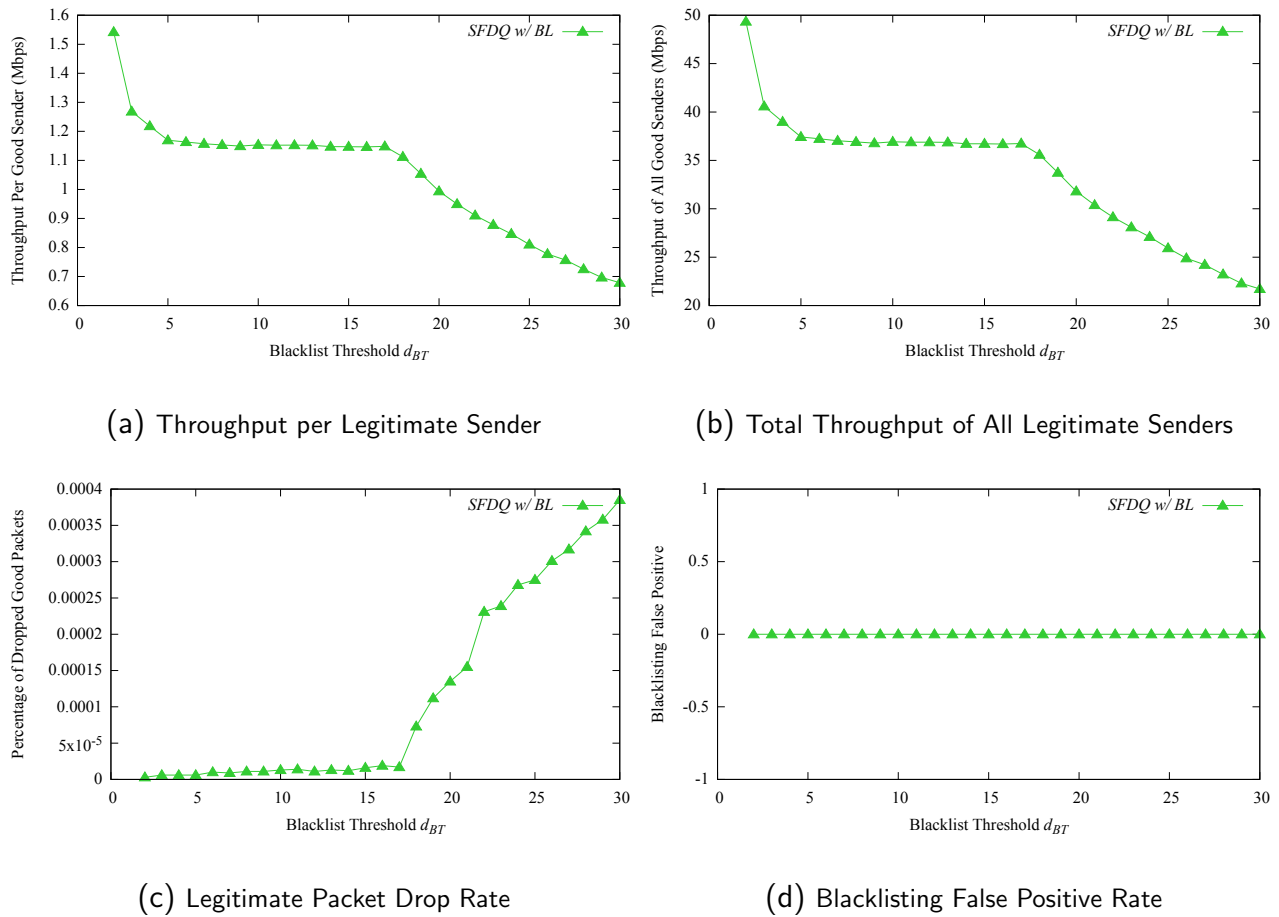 1.6
1.5
1.4
1.3
1.2
1.1
1
0.9
0.8
0.7
0.6
Throughput Per Good Sender (Mbps)
SFDQ w/ BL
0 5 10 15 20 25 30
Blacklist Threshold d_BT
(a) Throughput per Legitimate Sender
50
45
40
35
30
25
20
Throughput of All Good Senders (Mbps)
SFDQ w/ BL
0 5 10 15 20 25 30
Blacklist Threshold d_BT
(b) Total Throughput of All Legitimate Senders
0.0004
0.00035
0.0003
0.00025
0.0002
0.00015
0.0001
5x10^-5
0
Percentage of Dropped Good Packets
SFDQ w/ BL
0 5 10 15 20 25 30
Blacklist Threshold d_BT
(c) Legitimate Packet Drop Rate
1
0.5
0
-0.5
-1
Blacklisting False Positive
SFDQ w/ BL
0 5 10 15 20 25 30
Blacklist Threshold d_BT
(d) Blacklisting False Positive Rate